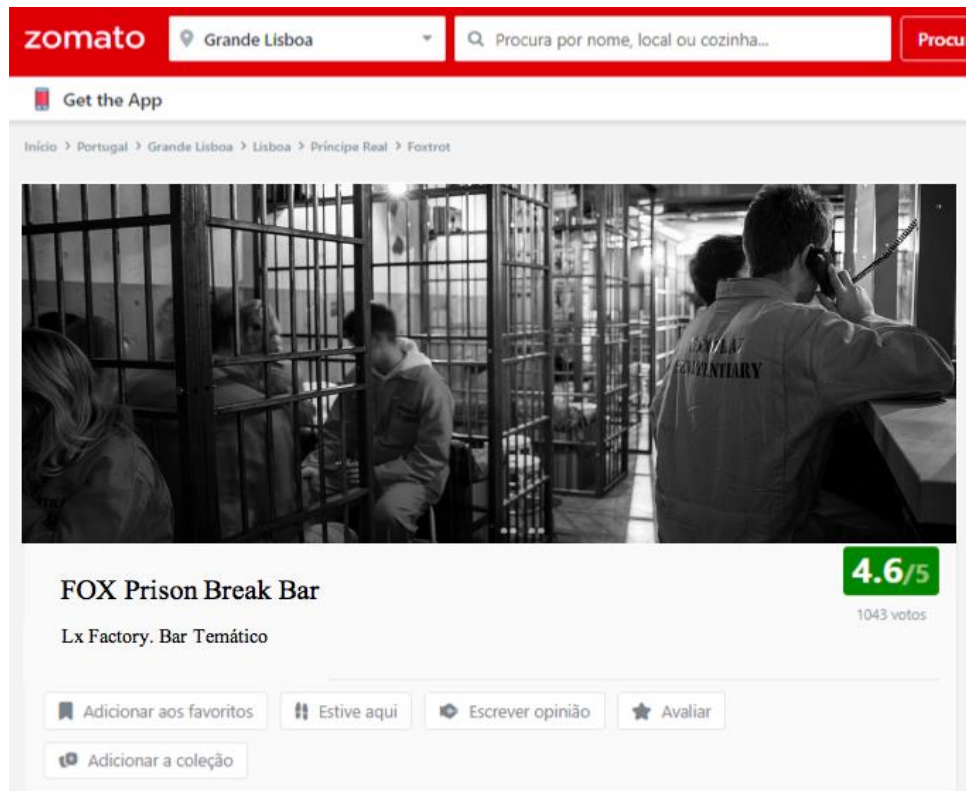 zomato
Grande Lisboa
Procura por nome, local ou cozinha...
Get the App
Início > Portugal > Grande Lisboa > Lisboa > Príncipe Real > Foxtrot
FOX Prison Break Bar
4.6/5
1043 votos
Lx Factory. Bar Temático
Adicionar aos favoritos
Estive aqui
Escrever opinião
Avaliar
Adicionar a coleção